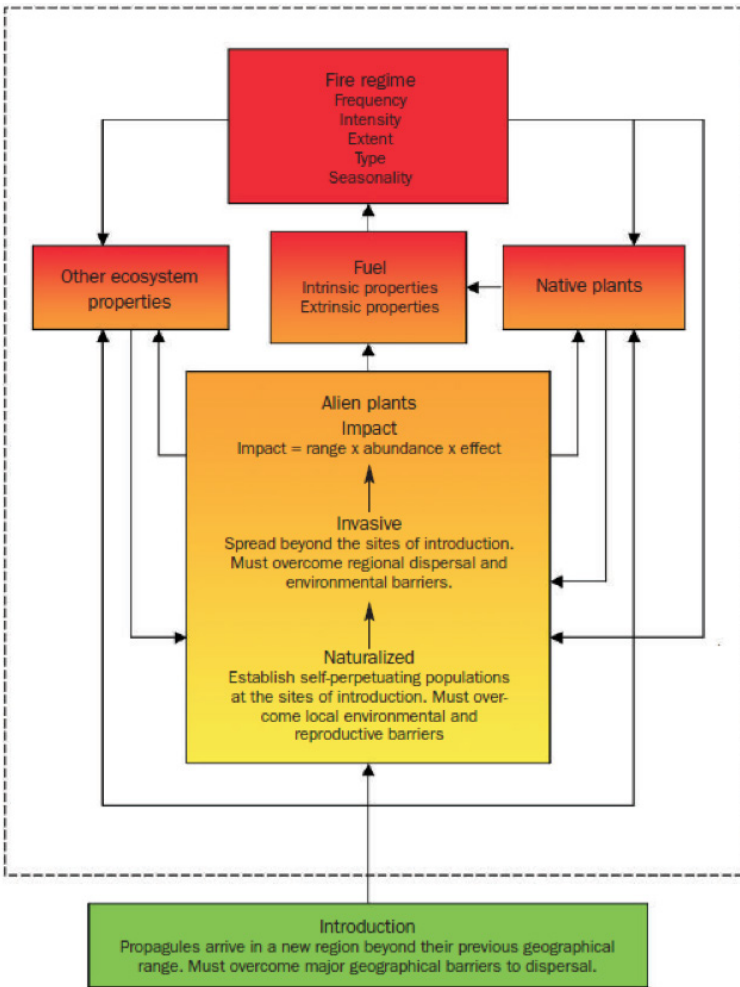 Fire regime
Frequency
Intensity
Extent
Type
Seasonality
Other ecosystem
properties
Fuel
Intrinsic properties
Extrinsic properties
Native plants
Alien plants
Impact
Impact = range x abundance x effect
Invasive
Spread beyond the sites of introduction.
Must overcome regional dispersal and
environmental barriers.
Naturalized
Establish self-perpetuating populations
at the sites of introduction. Must over-
come local environmental and
reproductive barriers
Introduction
Propagules arrive in a new region beyond their previous geographical
range. Must overcome major geographical barriers to dispersal.